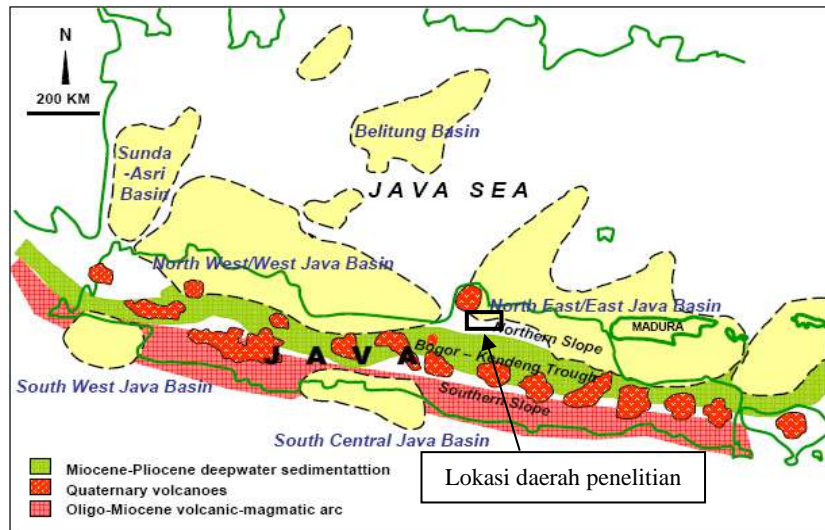 N
200 KM
Belitung Basin
Sunda
-Asri
Basin
JAVA SEA
North West/West Java Basin
North East/East Java Basin
Northern Slope
MADURA
Bogor – Kendeng Trough
JAVA
Southern Slope
South West Java Basin
South Central Java Basin
Miocene-Pliocene deepwater sedimentattion
Quaternary volcanoes
Oligo-Miocene volcanic-magmatic arc
Lokasi daerah penelitian